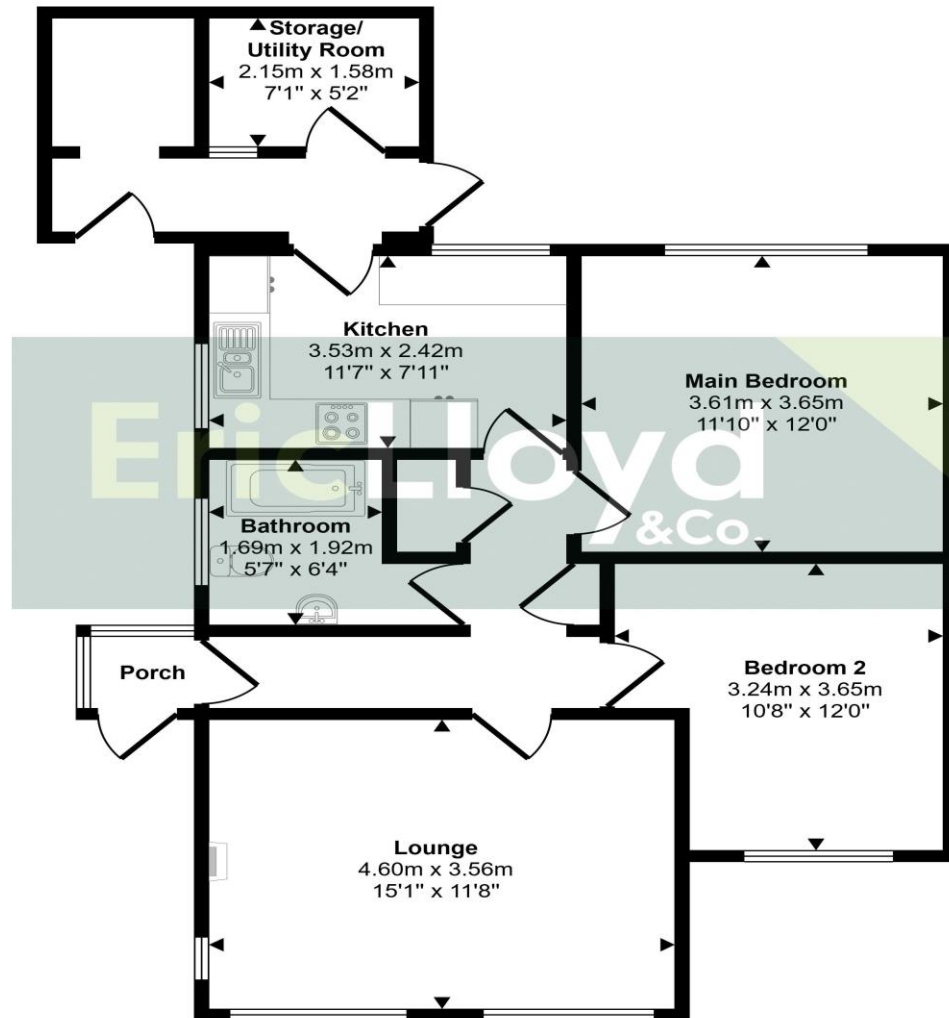 Storage/
Utility Room
2.15m x 1.58m
7'1" x 5'2"
Kitchen
3.53m x 2.42m
11'7" x 7'11"
Main Bedroom
3.61m x 3.65m
11'10" x 12'0"
EricLloyd
&Co.
Bathroom
1.69m x 1.92m
5'7" x 6'4"
Porch
Bedroom 2
3.24m x 3.65m
10'8" x 12'0"
Lounge
4.60m x 3.56m
15'1" x 11'8"